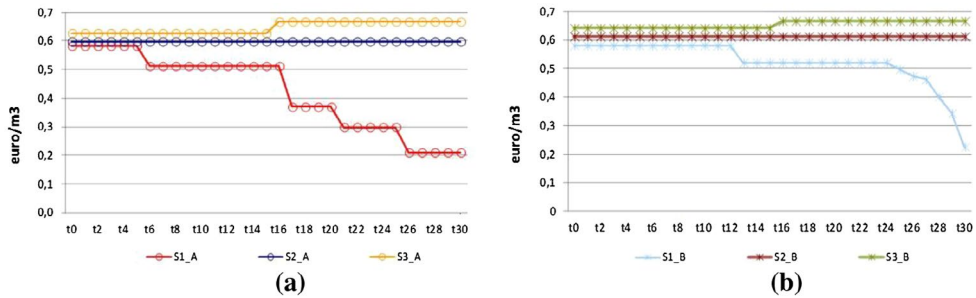 0,7
0,6
0,5
0,4
0,3
0,2
0,1
0,0
euro/m3
t0 t2 t4 t6 t8 t10 t12 t14 t16 t18 t20 t22 t24 t26 t28 t30
S1_A S2_A S3_A
(a)
0,7
0,6
0,5
0,4
0,3
0,2
0,1
0
euro/m3
t0 t2 t4 t6 t8 t10 t12 t14 t16 t18 t20 t22 t24 t26 t28 t30
S1_B S2_B S3_B
(b)